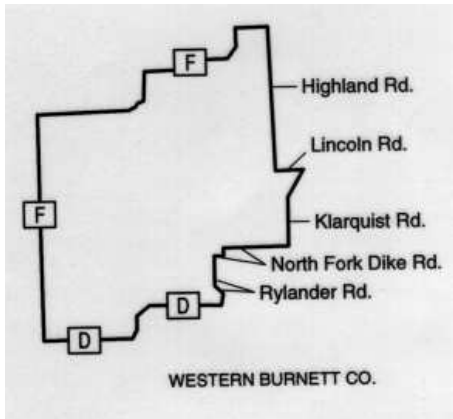 F
Highland Rd.
Lincoln Rd.
F
Klarquist Rd.
North Fork Dike Rd.
Rylander Rd.
D
D
WESTERN BURNETT CO.